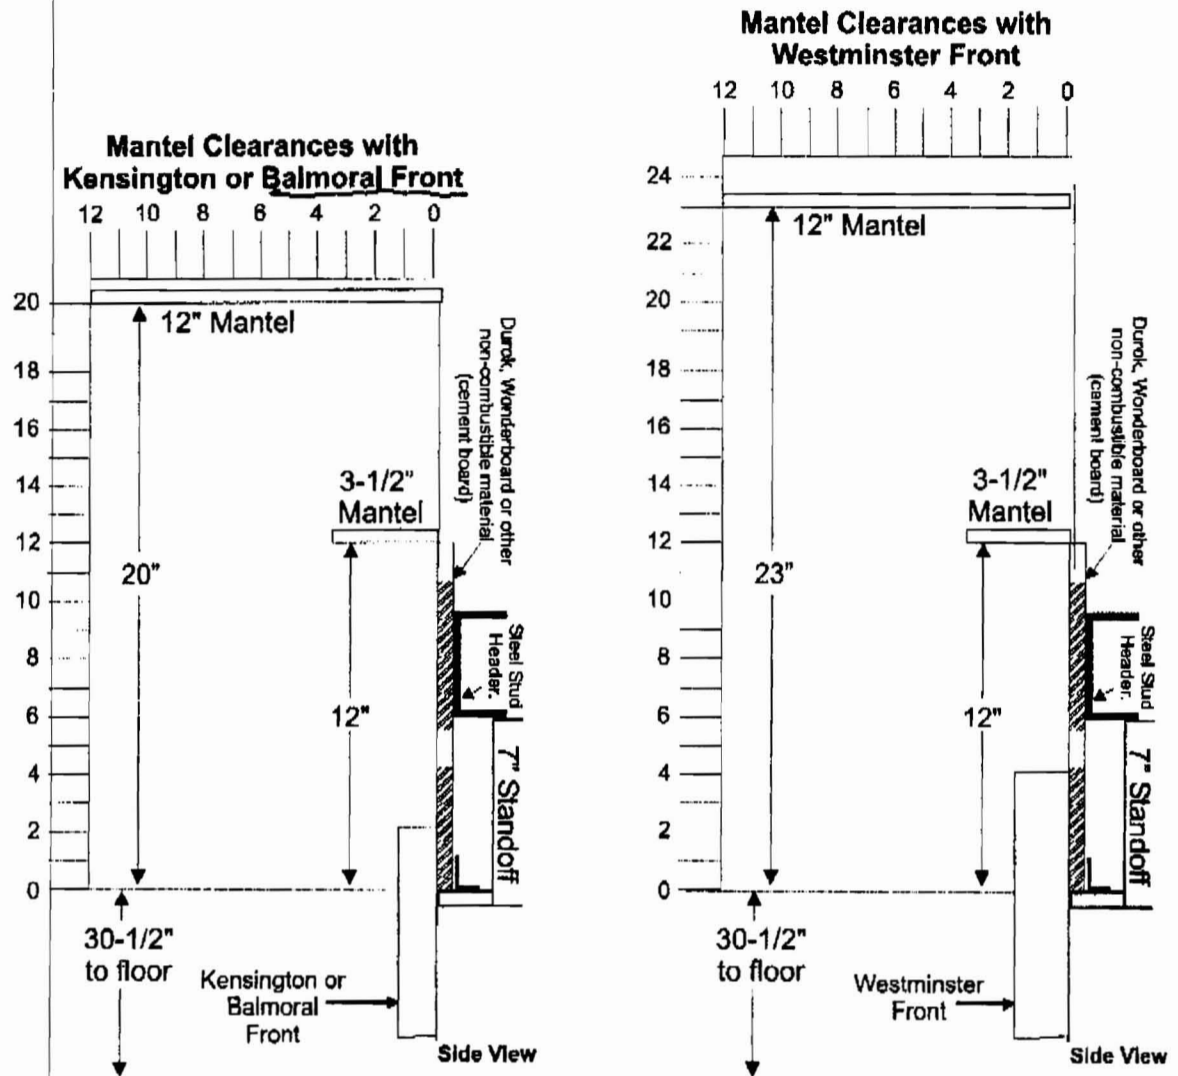 Mantel Clearances with
Kensington or Balmoral Front
12 10 8 6 4 2 0
20
18
16
14
12
10
8
6
4
2
0
12" Mantel
20"
3-1/2"
Mantel
12"
Durok, Wonderboard or other
non-combustible material
(cement board)
Steel Stud
Header.
7" Standoff
30-1/2"
to floor
Kensington or
Balmoral
Front
Side View
Mantel Clearances with
Westminster Front
12 10 8 6 4 2 0
24
22
20
18
16
14
12
10
8
6
4
2
0
12" Mantel
23"
3-1/2"
Mantel
12"
Durok, Wonderboard or other
non-combustible material
(cement board)
Steel Stud
Header.
7" Standoff
30-1/2"
to floor
Westminster
Front
Side View